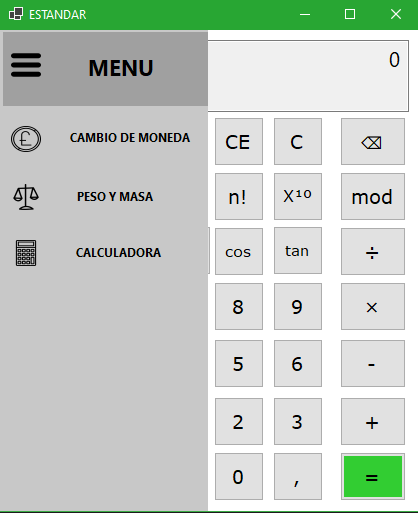 ESTANDAR
MENU
0
CAMBIO DE MONEDA
CE C ⌫
PESO Y MASA
n! X¹⁰ mod
CALCULADORA
cos tan ÷
8 9 ×
5 6 -
2 3 +
0 , =